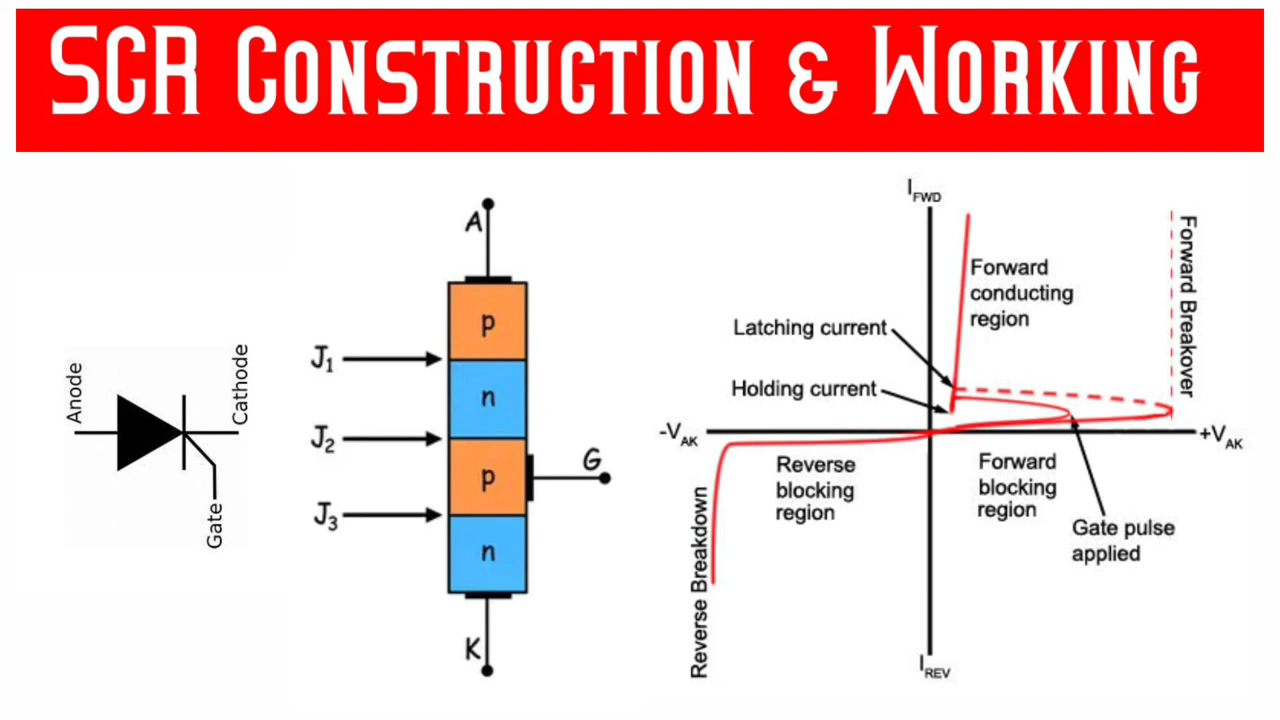 SCR CONSTRUCTION & WORKING
Anode
Cathode
Gate
A
p
J1
n
J2
p
G
J3
n
K
IFWD
Forward
conducting
region
Forward Breakover
Latching current
Holding current
-VAK
+VAK
Reverse
blocking
region
Forward
blocking
region
Gate pulse
applied
Reverse Breakdown
IREV